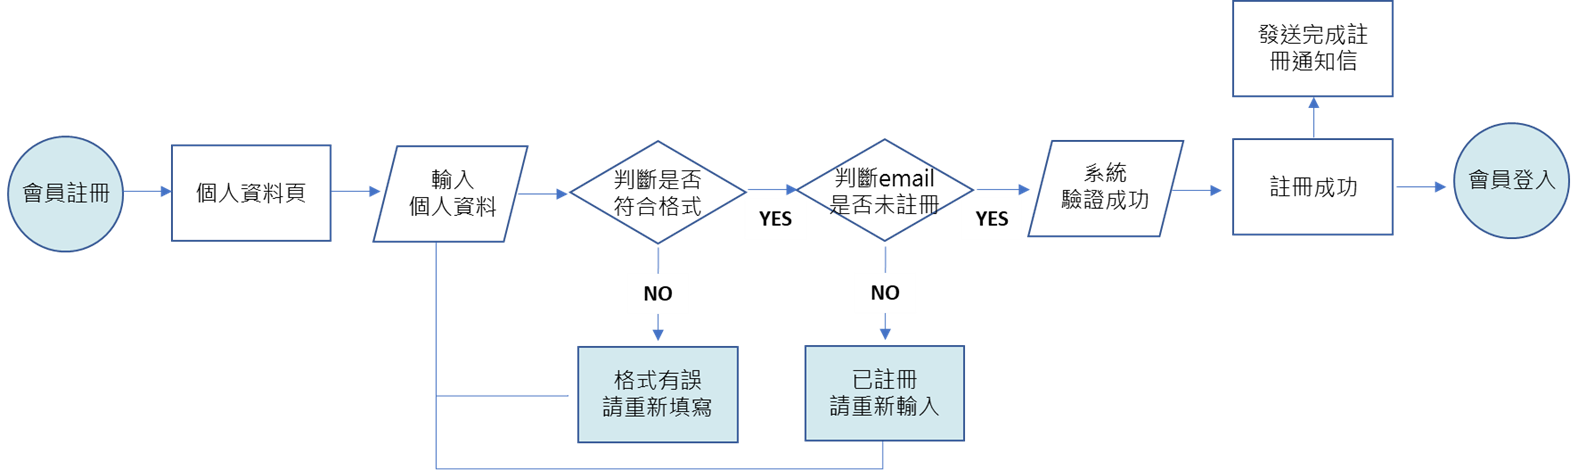 發送完成註
冊通知信
會員註冊
個人資料頁
輸入
個人資料
判斷是否
符合格式
YES
判斷email
是否未註冊
YES
系統
驗證成功
註冊成功
會員登入
NO
NO
格式有誤
請重新填寫
已註冊
請重新輸入